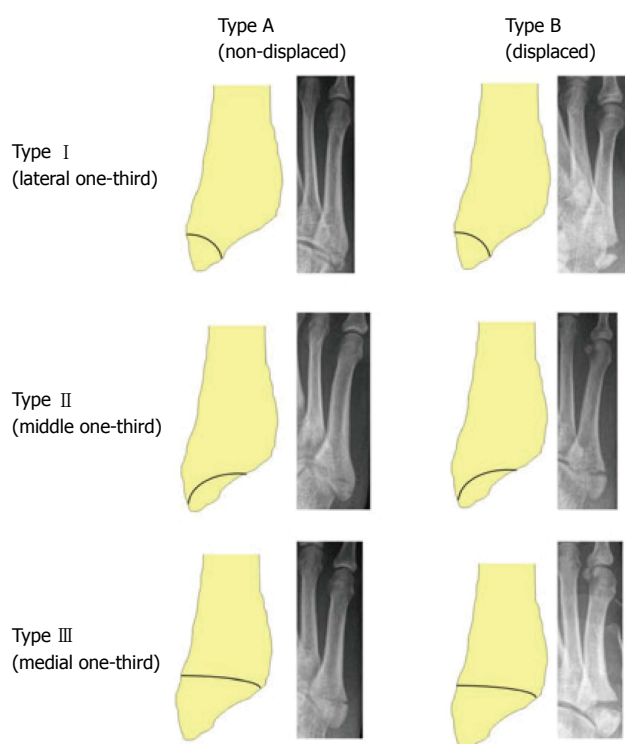 Type A
(non-displaced)
Type B
(displaced)
Type Ⅰ
(lateral one-third)
Type Ⅱ
(middle one-third)
Type Ⅲ
(medial one-third)